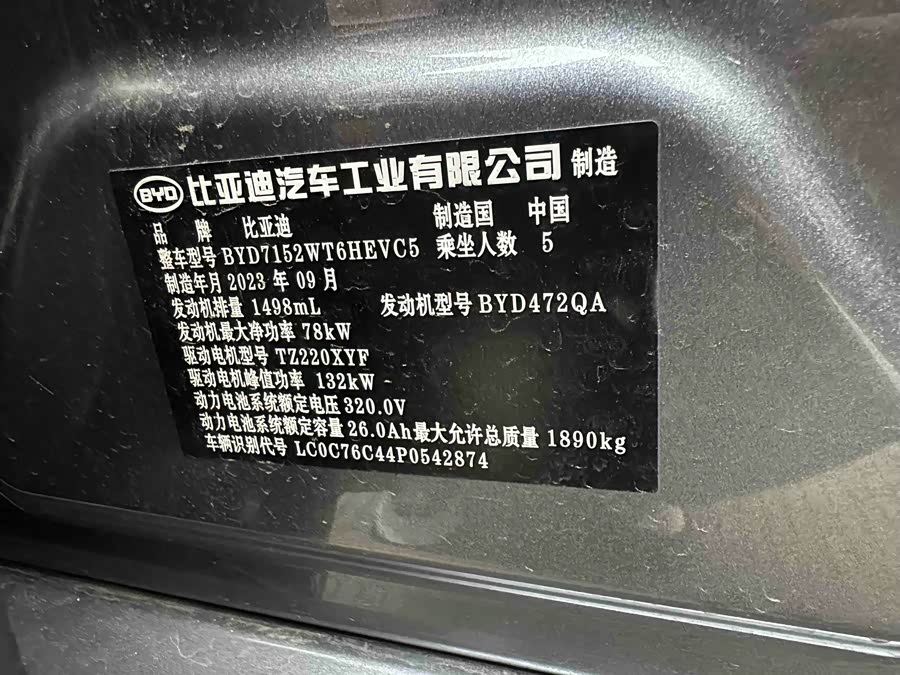 BYD 比亚迪汽车工业有限公司 制造
品 牌 比亚迪 制造国 中国
整车型号 BYD7152WT6HEVC5 乘坐人数 5
制造年月 2023 年 09 月
发动机排量 1498mL 发动机型号 BYD472QA
发动机最大净功率 78kW
驱动电机型号 TZ220XYF
驱动电机峰值功率 132kW
动力电池系统额定电压 320.0V
动力电池系统额定容量 26.0Ah 最大允许总质量 1890kg
车辆识别代号 LC0C76C44P0542874